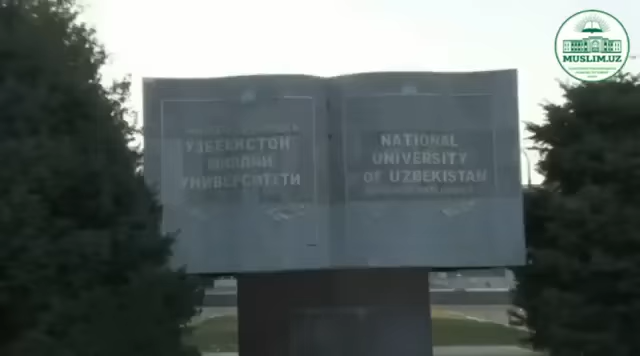 ЎЗБЕКИСТОН
МИЛЛИЙ
УНИВЕРСИТЕТИ
NATIONAL
UNIVERSITY
OF UZBEKISTAN
MUSLIM.UZ